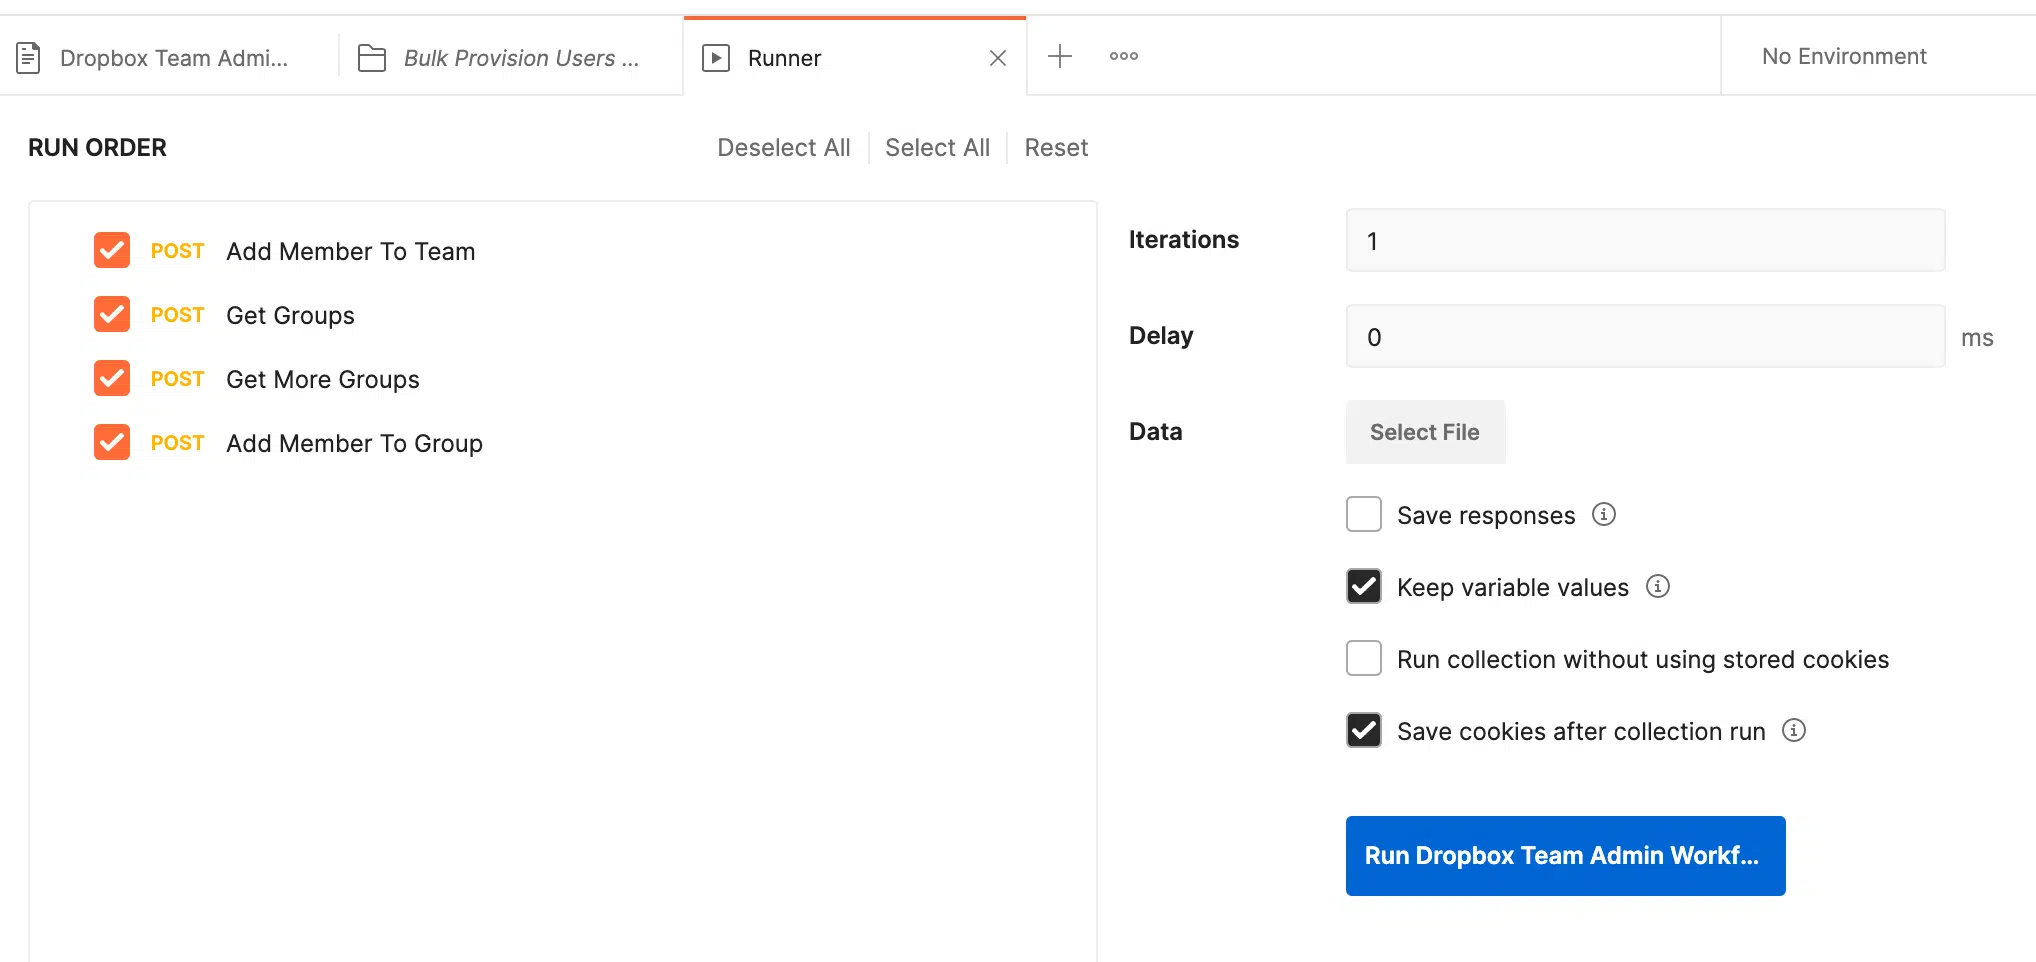 Dropbox Team Admi...
Bulk Provision Users ...
Runner
No Environment
RUN ORDER
Deselect All
Select All
Reset
POST Add Member To Team
POST Get Groups
POST Get More Groups
POST Add Member To Group
Iterations 1
Delay 0 ms
Data Select File
Save responses
Keep variable values
Run collection without using stored cookies
Save cookies after collection run
Run Dropbox Team Admin Workf...